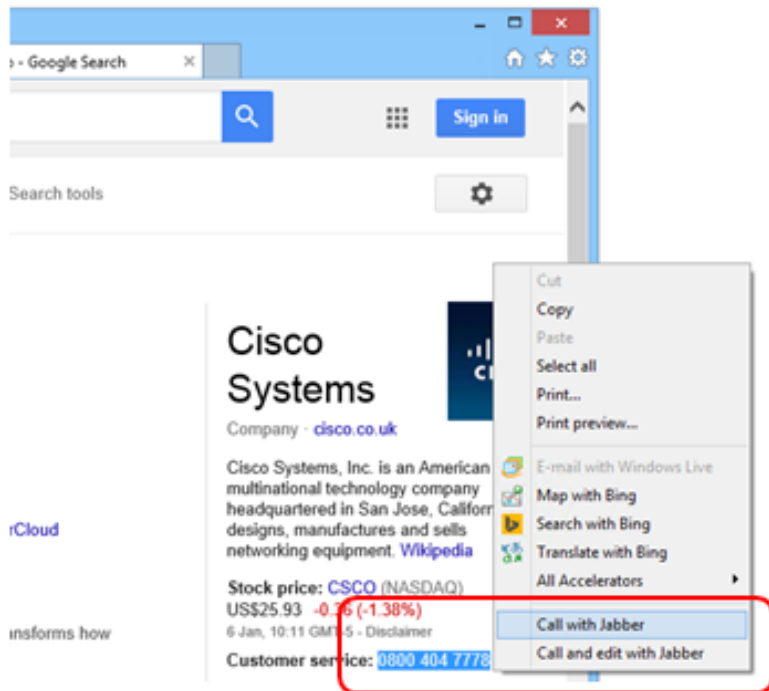 o - Google Search
Sign in
Search tools
Cisco
Systems
Company · cisco.co.uk
Cisco Systems, Inc. is an American
multinational technology company
headquartered in San Jose, Californ
designs, manufactures and sells
networking equipment. Wikipedia
Stock price: CSCO (NASDAQ)
US$25.93 -0.36 (-1.38%)
6 Jan, 10:11 GMT-5 - Disclaimer
Customer service: 0800 404 7778
rCloud
ansforms how
Cut
Copy
Paste
Select all
Print...
Print preview...
E-mail with Windows Live
Map with Bing
Search with Bing
Translate with Bing
All Accelerators
Call with Jabber
Call and edit with Jabber